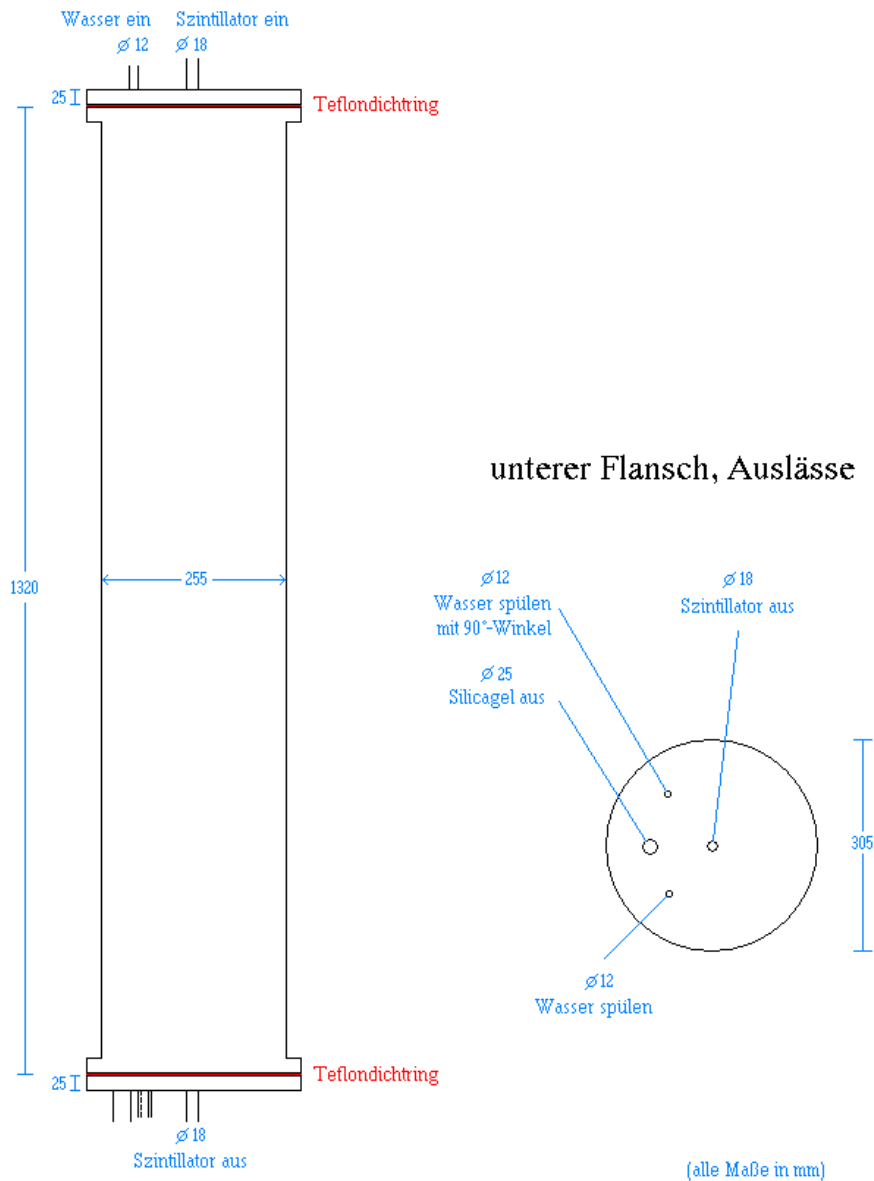 Wasser ein Szintillator ein
⌀ 12 ⌀ 18
25
Teflondichtring
unterer Flansch, Auslässe
1320
255
⌀12
Wasser spülen
mit 90°-Winkel
⌀18
Szintillator aus
⌀ 25
Silicagel aus
305
⌀12
Wasser spülen
25
Teflondichtring
⌀18
Szintillator aus
(alle Maße in mm)